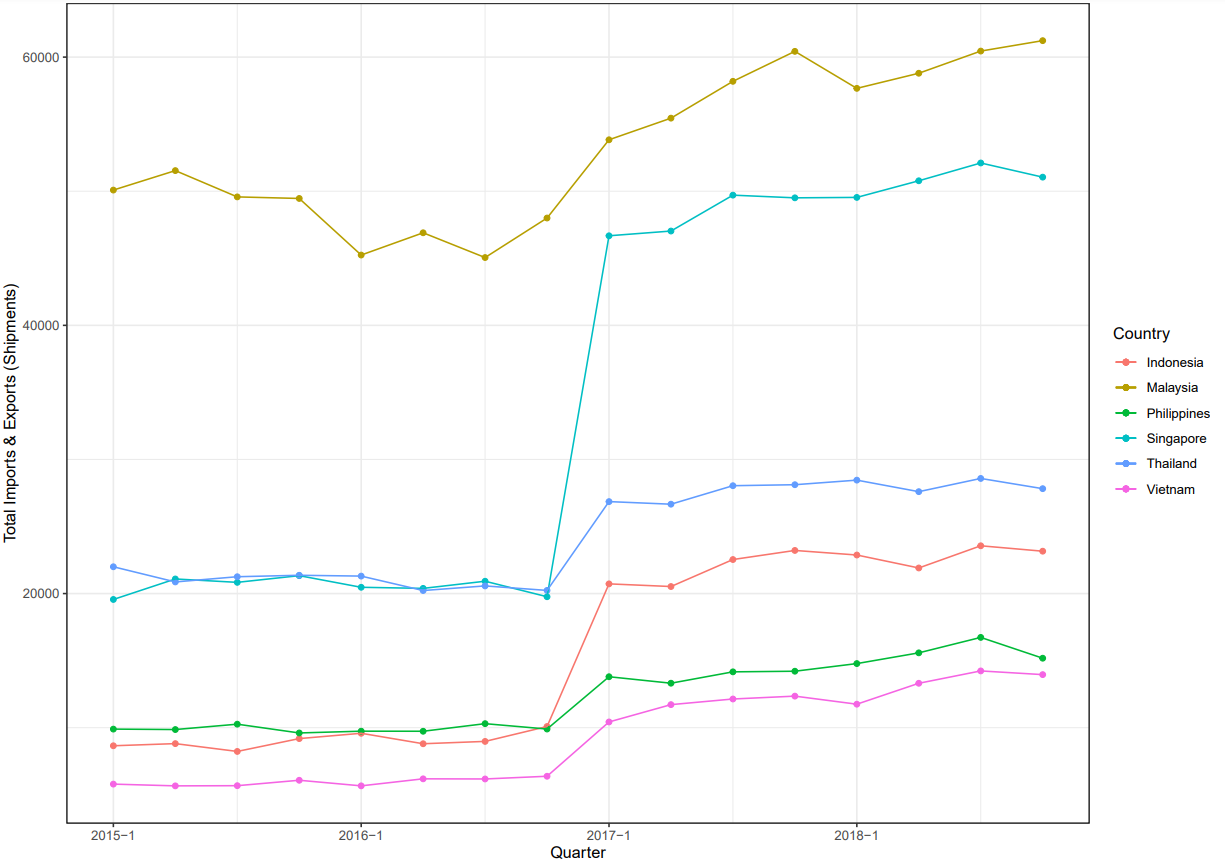 Total Imports & Exports (Shipments)
60000
40000
20000
2015−1
2016−1
2017−1
2018−1
Quarter
Country
Indonesia
Malaysia
Philippines
Singapore
Thailand
Vietnam